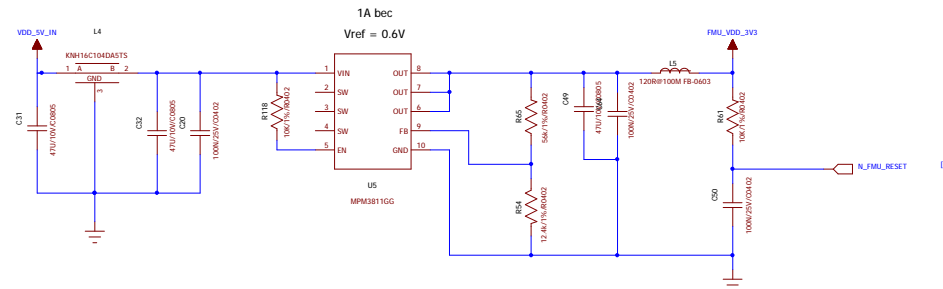 1A bec
Vref = 0.6V
VDD_5V_IN
L4
KNH16C104DA5TS
1 A B 2
GND
3
C31
47U/10V/C0805
C32
47U/10V/C0805
C20
100N/25V/C0402
R118
10K/1%/R0402
1 VIN
2 SW
3 SW
4 SW
5 EN
OUT 8
OUT 7
OUT 6
FB 9
GND 10
U5
MPM3811GG
R65
56k/1%/R0402
R54
12.4k/1%/R0402
C49
100N/25V/C0402
FMU_VDD_3V3
L5
120R@100M FB-0603
R61
10K/1%/R0402
N_FMU_RESET
C50
100N/25V/C0402
[